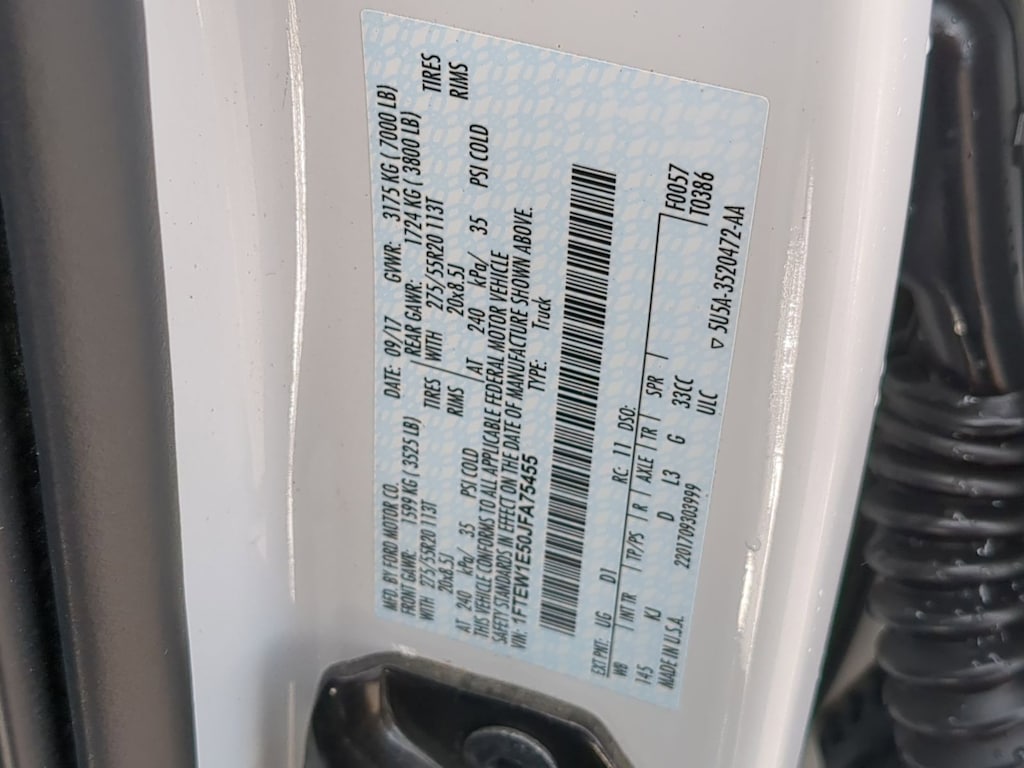 MFD. BY FORD MOTOR CO. DATE: 09/17 GVWR: 3175 KG ( 7000 LB)
FRONT GAWR: 1599 KG ( 3525 LB) REAR GAWR: 1724 KG ( 3800 LB)
WITH 275/55R20 113T TIRES WITH 275/55R20 113T TIRES
20x8.5J RIMS 20x8.5J RIMS
AT 240 kPa/ 35 PSI COLD AT 240 kPa/ 35 PSI COLD
THIS VEHICLE CONFORMS TO ALL APPLICABLE FEDERAL MOTOR VEHICLE
SAFETY STANDARDS IN EFFECT ON THE DATE OF MANUFACTURE SHOWN ABOVE.
VIN: 1FTEW1E50JFA75455 TYPE: Truck
EXT PNT: UG D1 RC: 11 DSO: F0057
WB INT TR TP/PS R AXLE TR SPR T0386
145 KJ D L3 G 33CC
MADE IN U.S.A. 2201709303999 ULC ▽ 5U5A-3520472-AA